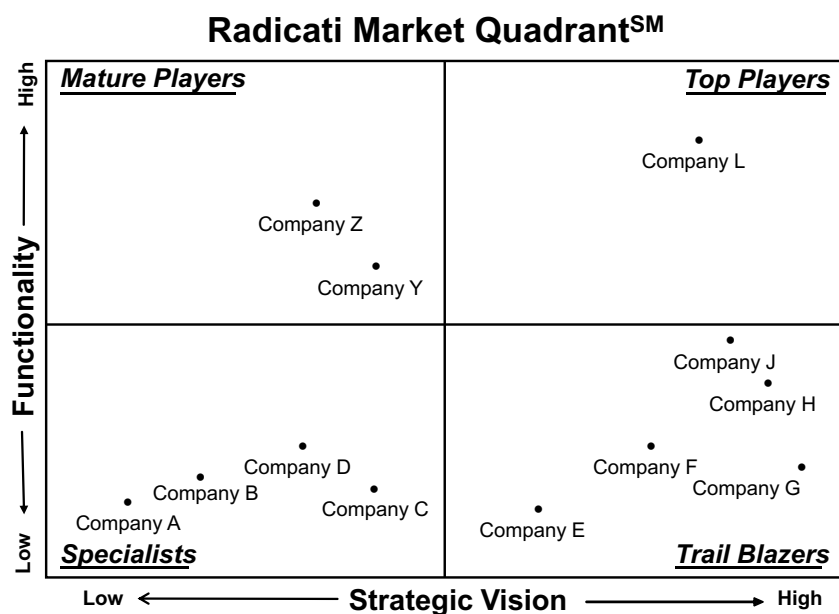 Radicati Market Quadrant℠
High
Mature Players
Top Players
Company L
Company Z
Company Y
Functionality
Company J
Company H
Company D
Company F
Company B
Company G
Company C
Company A
Company E
Low
Specialists
Trail Blazers
Low
Strategic Vision
High